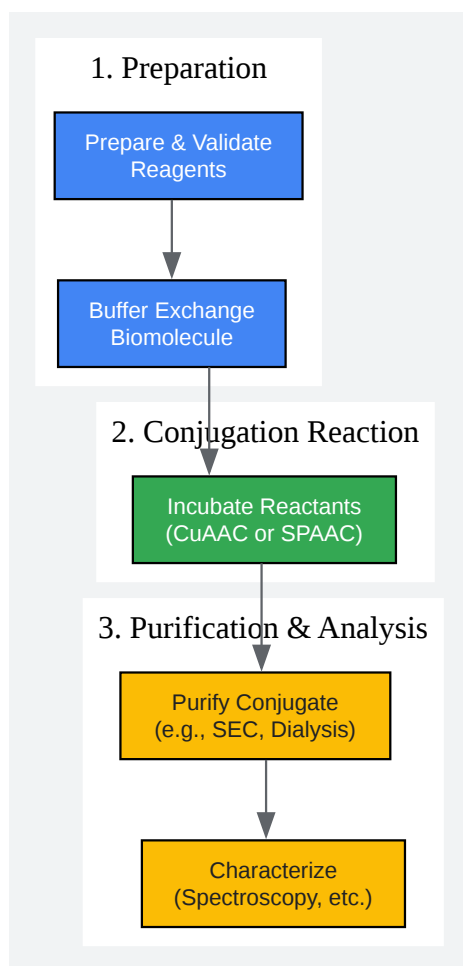 1. Preparation
Prepare & Validate
Reagents
Buffer Exchange
Biomolecule
2. Conjugation Reaction
Incubate Reactants
(CuAAC or SPAAC)
3. Purification & Analysis
Purify Conjugate
(e.g., SEC, Dialysis)
Characterize
(Spectroscopy, etc.)